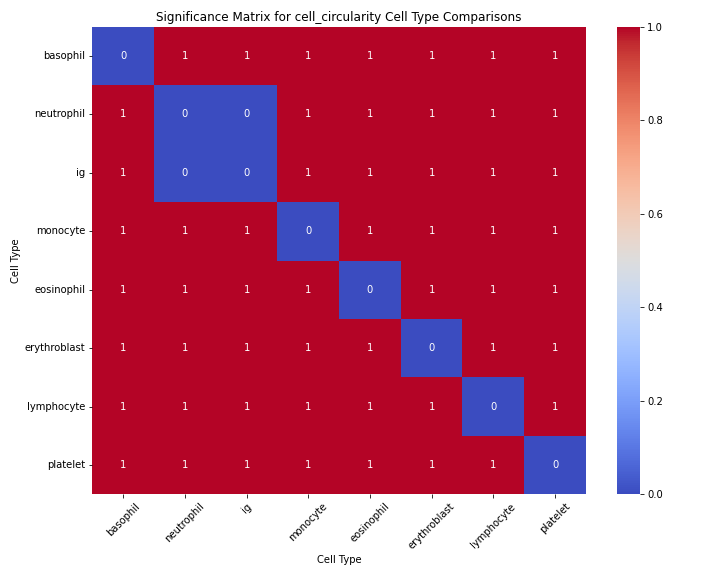 Significance Matrix for cell_circularity Cell Type Comparisons
basophil 0 1 1 1 1 1 1 1
neutrophil 1 0 0 1 1 1 1 1
ig 1 0 0 1 1 1 1 1
monocyte 1 1 1 0 1 1 1 1
eosinophil 1 1 1 1 0 1 1 1
erythroblast 1 1 1 1 1 0 1 1
lymphocyte 1 1 1 1 1 1 0 1
platelet 1 1 1 1 1 1 1 0
Cell Type
basophil neutrophil ig monocyte eosinophil erythroblast lymphocyte platelet
Cell Type
1.0
0.8
0.6
0.4
0.2
0.0